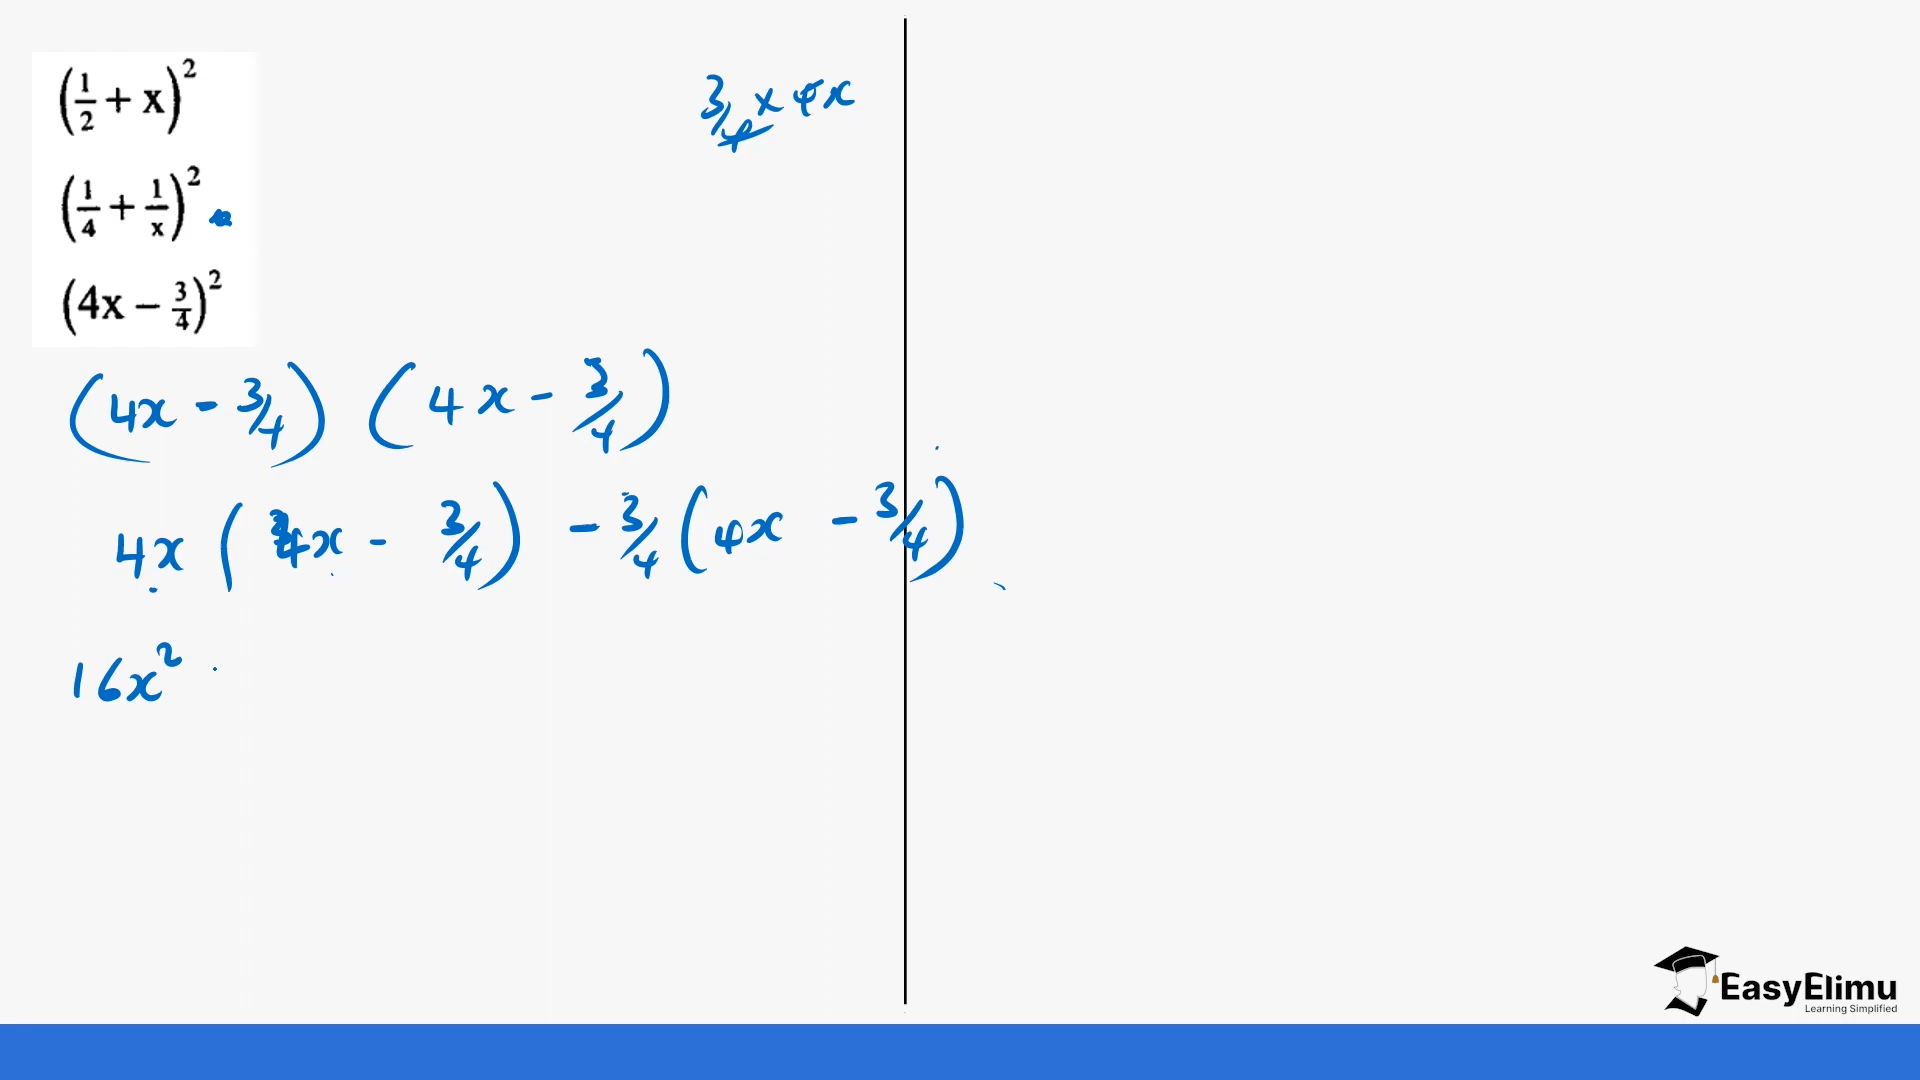 (1/2 + x)²
(1/4 + 1/x)²
(4x − 3/4)²
3/4 x 4x
(4x - 3/4) (4x - 3/4)
4x (4x - 3/4) - 3/4 (4x - 3/4)
16x²
EasyElimu
Learning Simplified